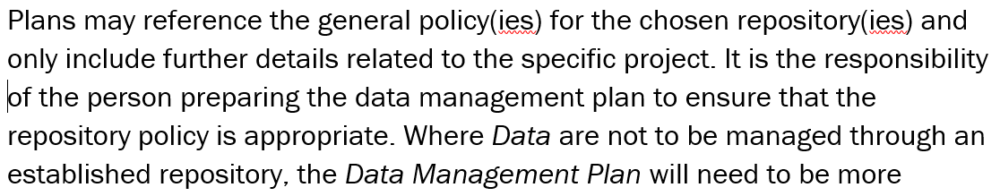 Plans may reference the general policy(ies) for the chosen repository(ies) and
only include further details related to the specific project. It is the responsibility
of the person preparing the data management plan to ensure that the
repository policy is appropriate. Where Data are not to be managed through an
established repository, the Data Management Plan will need to be more